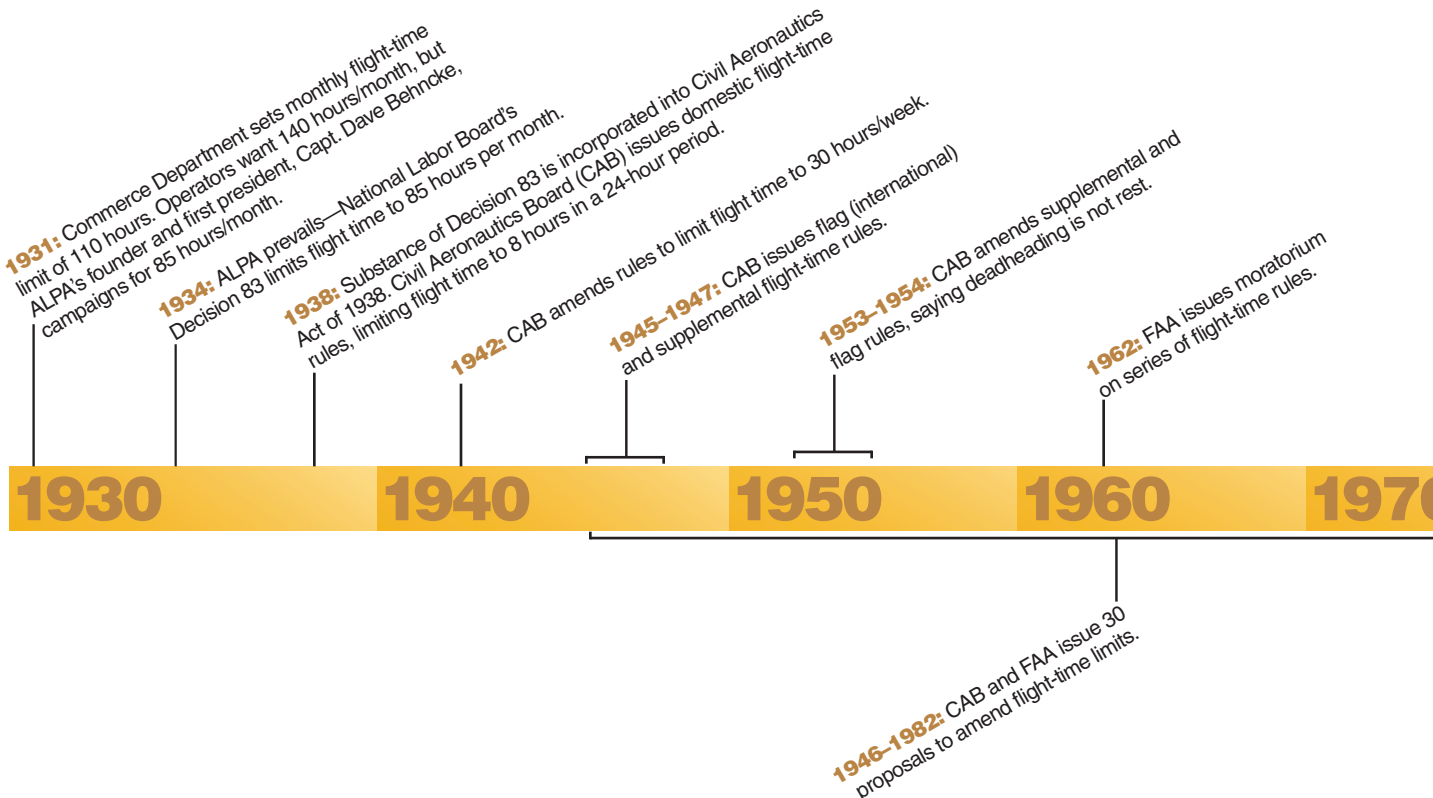 1931: Commerce Department sets monthly flight-time
limit of 110 hours. Operators want 140 hours/month, but
ALPA's founder and first president, Capt. Dave Behncke,
campaigns for 85 hours/month.
1934: ALPA prevails—National Labor Board's
Decision 83 limits flight time to 85 hours per month.
1938: Substance of Decision 83 is incorporated into Civil Aeronautics
Act of 1938. Civil Aeronautics Board (CAB) issues domestic flight-time
rules, limiting flight time to 8 hours in a 24-hour period.
1942: CAB amends rules to limit flight time to 30 hours/week.
1945–1947: CAB issues flag (international)
and supplemental flight-time rules.
1953–1954: CAB amends supplemental and
flag rules, saying deadheading is not rest.
1962: FAA issues moratorium
on series of flight-time rules.
1930
1940
1950
1960
1970
1946–1982: CAB and FAA issue 30
proposals to amend flight-time limits.